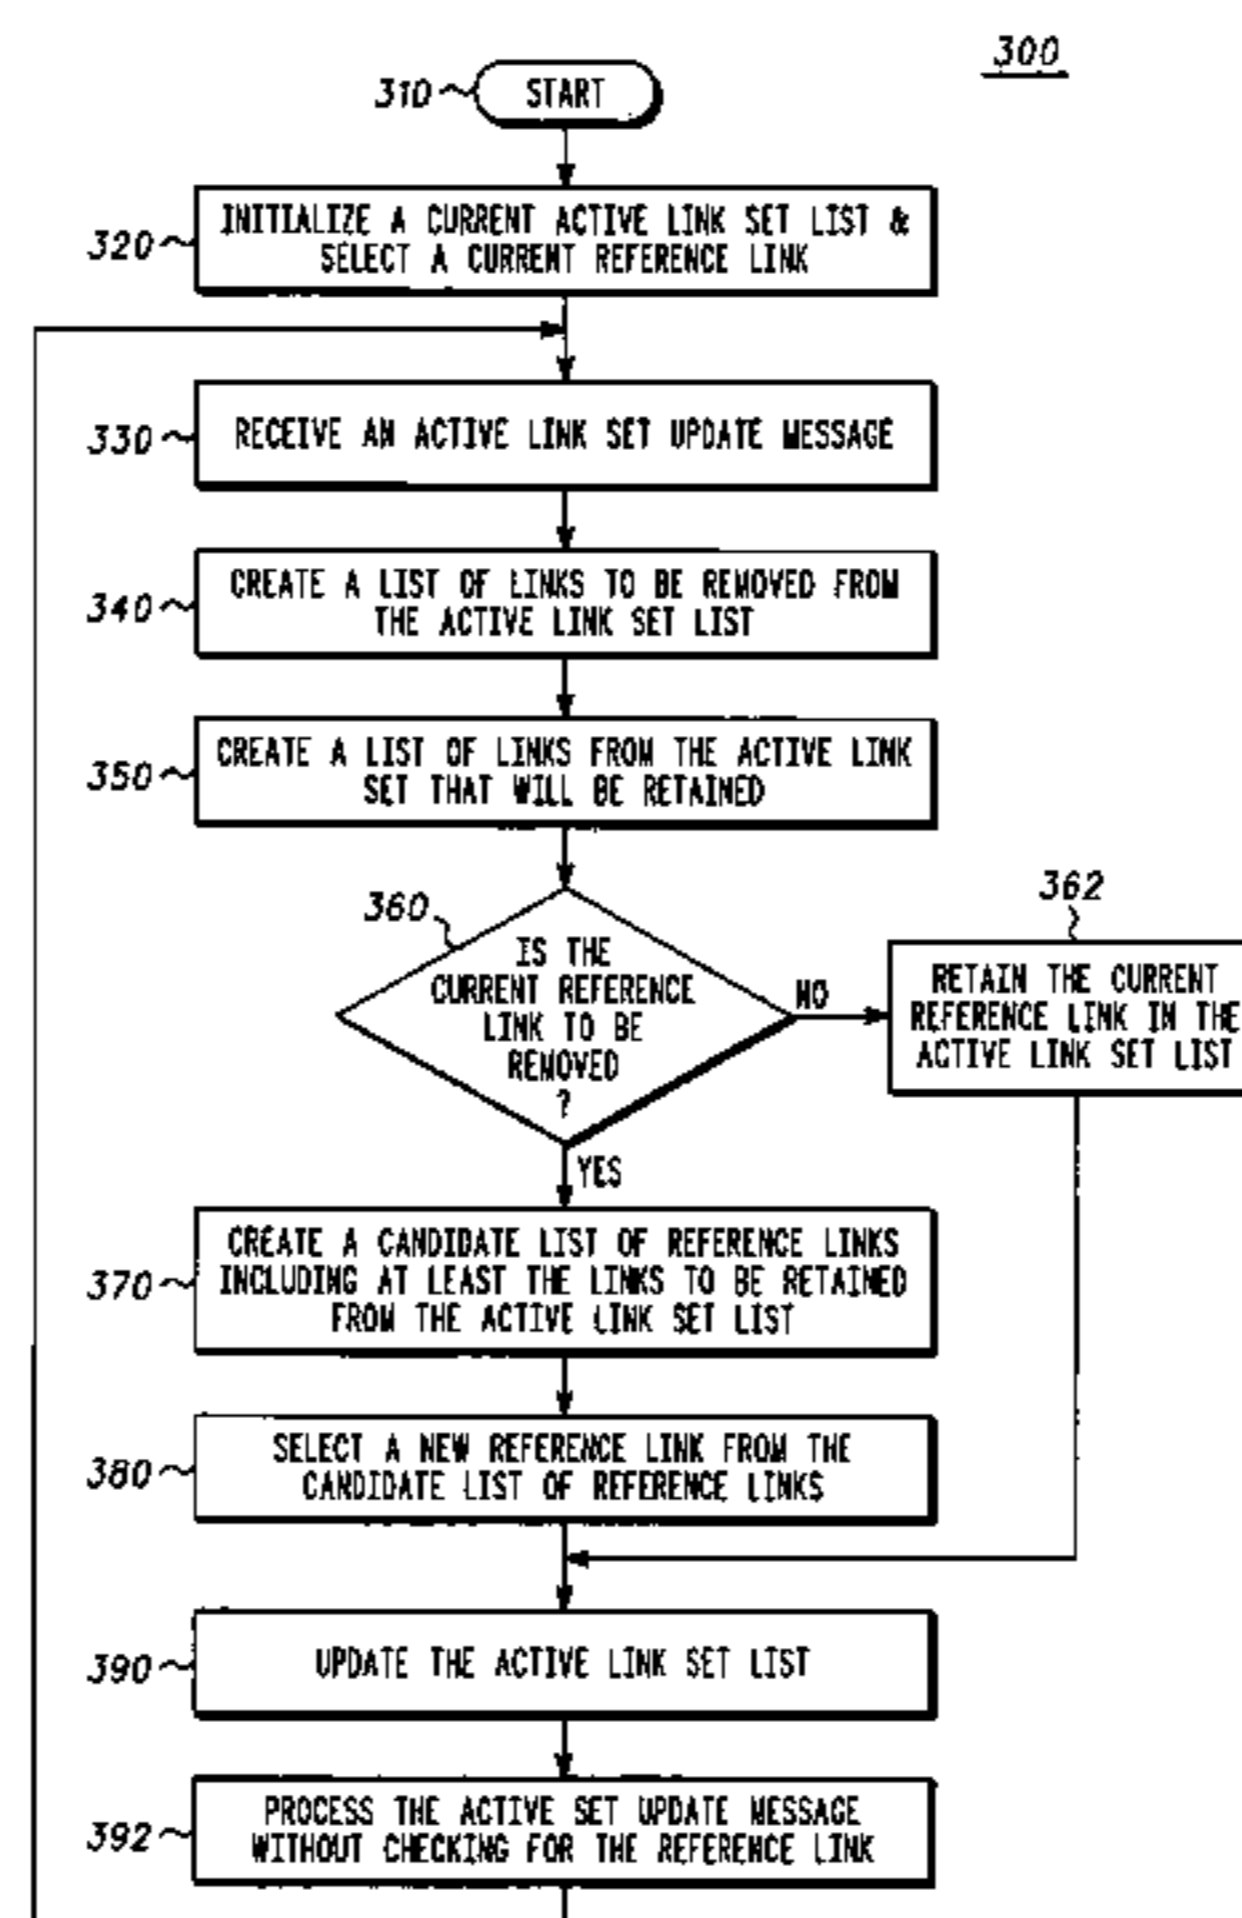 300
310
START
320
INITIALIZE A CURRENT ACTIVE LINK SET LIST &
SELECT A CURRENT REFERENCE LINK
330
RECEIVE AN ACTIVE LINK SET UPDATE MESSAGE
340
CREATE A LIST OF LINKS TO BE REMOVED FROM
THE ACTIVE LINK SET LIST
350
CREATE A LIST OF LINKS FROM THE ACTIVE LINK
SET THAT WILL BE RETAINED
360
IS THE
CURRENT REFERENCE
LINK TO BE
REMOVED
?
NO
362
RETAIN THE CURRENT
REFERENCE LINK IN THE
ACTIVE LINK SET LIST
YES
370
CREATE A CANDIDATE LIST OF REFERENCE LINKS
INCLUDING AT LEAST THE LINKS TO BE RETAINED
FROM THE ACTIVE LINK SET LIST
380
SELECT A NEW REFERENCE LINK FROM THE
CANDIDATE LIST OF REFERENCE LINKS
390
UPDATE THE ACTIVE LINK SET LIST
392
PROCESS THE ACTIVE SET UPDATE MESSAGE
WITHOUT CHECKING FOR THE REFERENCE LINK